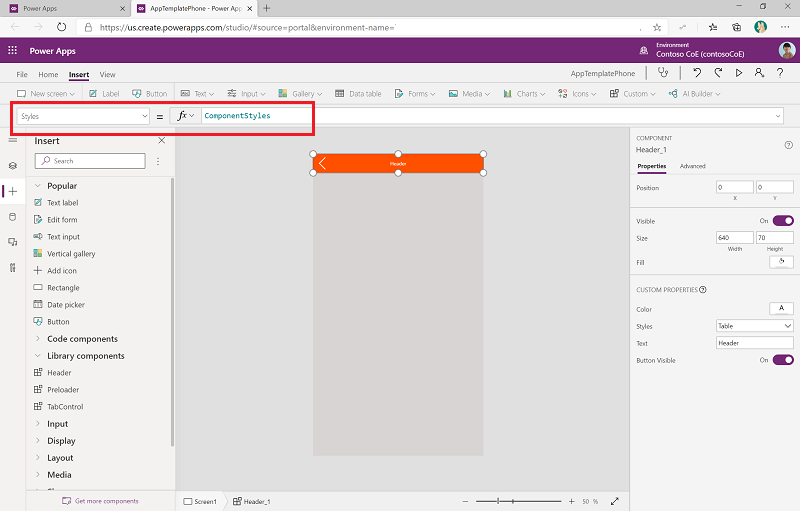 Power Apps
AppTemplatePhone - Power Apps
https://us.create.powerapps.com/studio/#source=portal&environment-name=`
Power Apps
Environment
Contoso CoE (contosoCoE)
File Home Insert View
AppTemplatePhone
New screen Label Button Text Input Gallery Data table Forms Media Charts Icons Custom AI Builder
Styles = fx ComponentStyles
Insert
Search
Popular
Text label
Edit form
Text input
Vertical gallery
Add icon
Rectangle
Date picker
Button
Code components
Library components
Header
Preloader
TabControl
Input
Display
Layout
Media
Get more components
Header
Screen1 Header_1
50 %
COMPONENT
Header_1
Properties Advanced
Position 0 0
X Y
Visible On
Size 640 70
Width Height
Fill
CUSTOM PROPERTIES
Color A
Styles Table
Text Header
Button Visible On